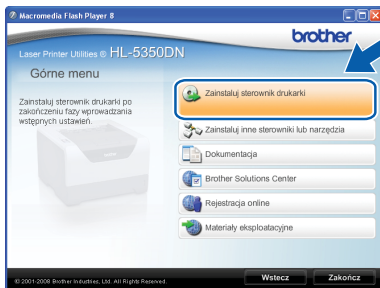 Macromedia Flash Player 8
brother
Laser Printer Utilities ® HL-5350DN
Górne menu
Zainstaluj sterownik drukarki po
zakończeniu fazy wprowadzania
wstępnych ustawień.
Zainstaluj sterownik drukarki
Zainstaluj inne sterowniki lub narzędzia
Dokumentacja
Brother Solutions Center
Rejestracja online
Materiały eksploatacyjne
© 2001-2008 Brother Industries, Ltd. All Rights Reserved.
Wstecz
Zakończ